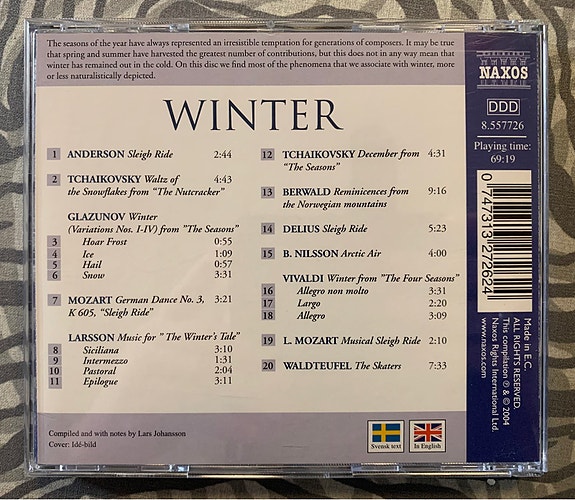 The seasons of the year have always represented an irresistible temptation for generations of composers. It may be true
that spring and summer have harvested the greatest number of contributions, but this does not in any way mean that
winter has remained out in the cold. On this disc we find most of the phenomena that we associate with winter, more
or less naturalistically depicted.
WINTER
1 ANDERSON Sleigh Ride 2:44
2 TCHAIKOVSKY Waltz of 4:43
the Snowflakes from "The Nutcracker"
GLAZUNOV Winter
(Variations Nos. I-IV) from "The Seasons"
3 Hoar Frost 0:55
4 Ice 1:09
5 Hail 0:57
6 Snow 3:31
7 MOZART German Dance No. 3, 3:21
K 605, "Sleigh Ride"
LARSSON Music for " The Winter's Tale"
8 Siciliana 3:10
9 Intermezzo 1:31
10 Pastoral 2:04
11 Epilogue 3:11
12 TCHAIKOVSKY December from 4:31
"The Seasons"
13 BERWALD Reminicences from 9:16
the Norwegian mountains
14 DELIUS Sleigh Ride 5:23
15 B. NILSSON Arctic Air 4:00
VIVALDI Winter from "The Four Seasons"
16 Allegro non molto 3:31
17 Largo 2:20
18 Allegro 3:09
19 L. MOZART Musical Sleigh Ride 2:10
20 WALDTEUFEL The Skaters 7:33
Compiled and with notes by Lars Johansson
Cover: Idé-bild
Svensk text
In English
NAXOS
DDD
8.557726
Playing time:
69:19
0 747313 272624
Made in E.C.
ALL RIGHTS RESERVED.
This compilation ℗ & © 2004
Naxos Rights International Ltd.
www.naxos.com